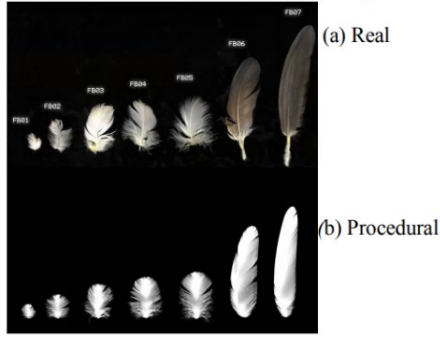 FB07
(a) Real
FB06
FB05
FB04
FB03
FB02
FB01
(b) Procedural